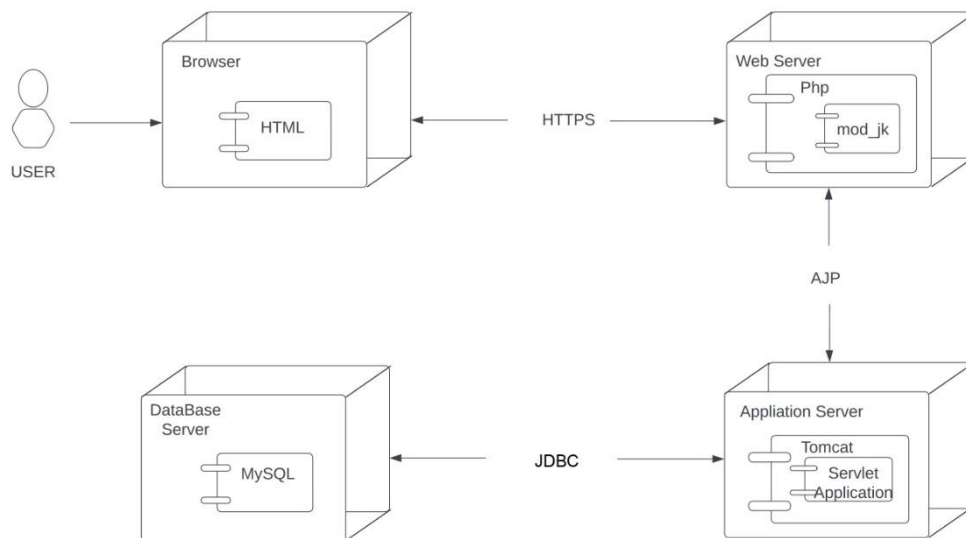 Browser
HTML
USER
HTTPS
Web Server
Php
mod_jk
AJP
DataBase
Server
MySQL
JDBC
Appliation Server
Tomcat
Servlet
Application